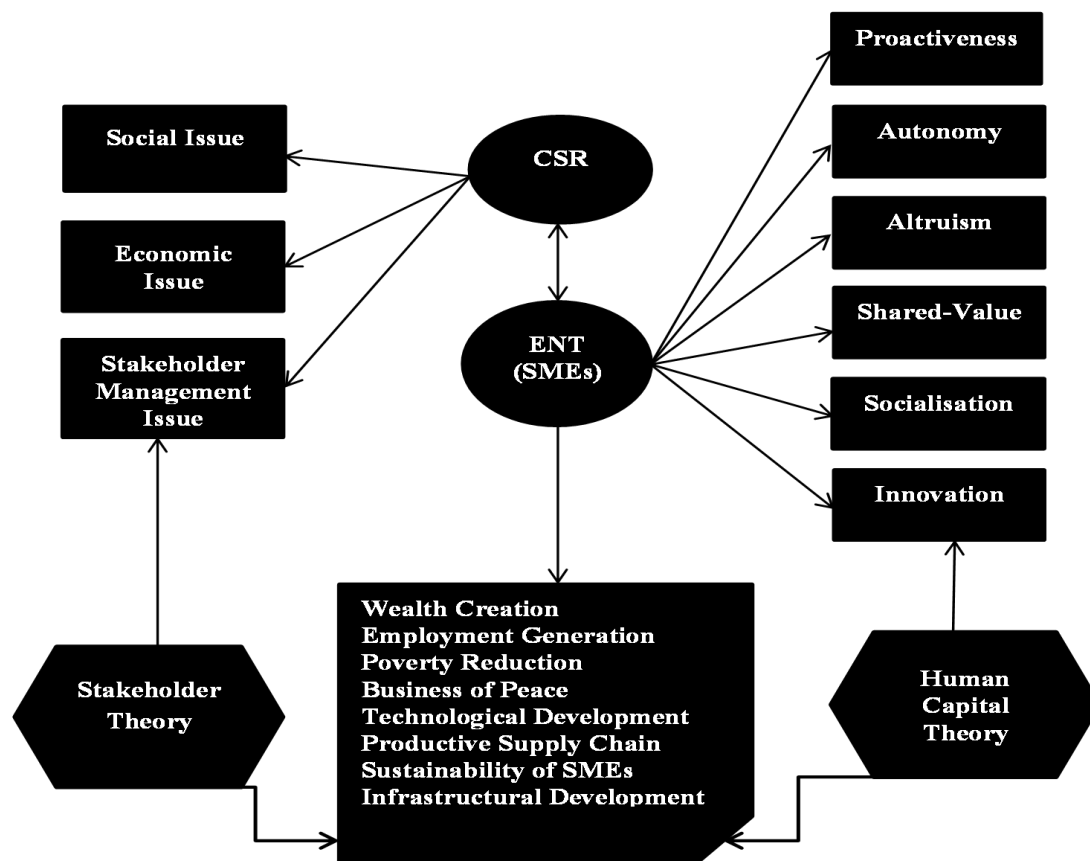 Proactiveness
Social Issue
CSR
Autonomy
Altruism
Economic
Issue
Shared-Value
ENT
(SMEs)
Stakeholder
Management
Issue
Socialisation
Innovation
Wealth Creation
Employment Generation
Poverty Reduction
Business of Peace
Technological Development
Productive Supply Chain
Sustainability of SMEs
Infrastructural Development
Stakeholder
Theory
Human
Capital
Theory